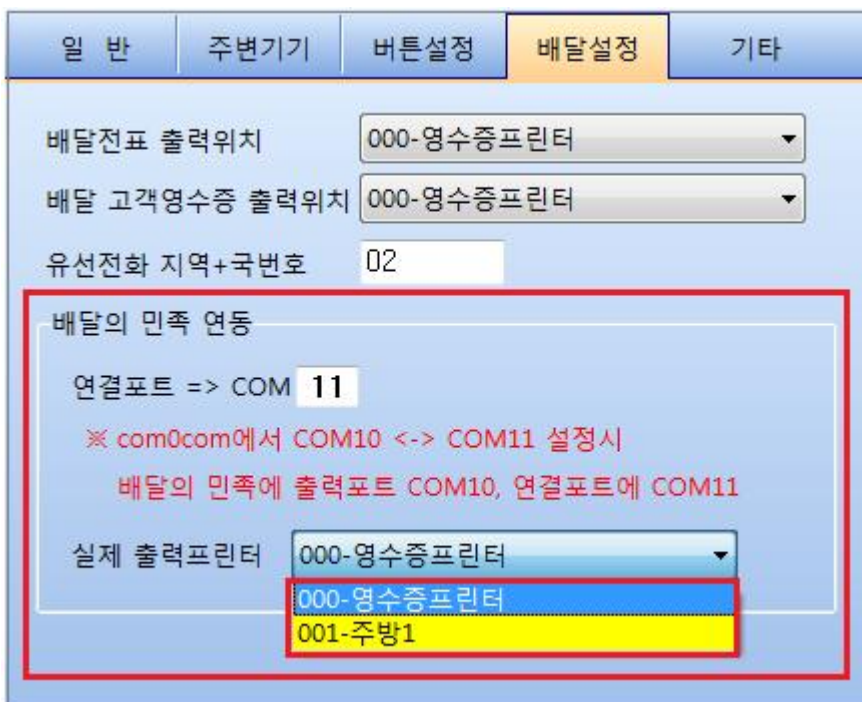 일 반 주변기기 버튼설정 배달설정 기타
배달전표 출력위치 000-영수증프린터
배달 고객영수증 출력위치 000-영수증프린터
유선전화 지역+국번호 02
배달의 민족 연동
연결포트 => COM 11
※ com0com에서 COM10 <-> COM11 설정시
배달의 민족에 출력포트 COM10, 연결포트에 COM11
실제 출력프린터 000-영수증프린터
000-영수증프린터
001-주방1